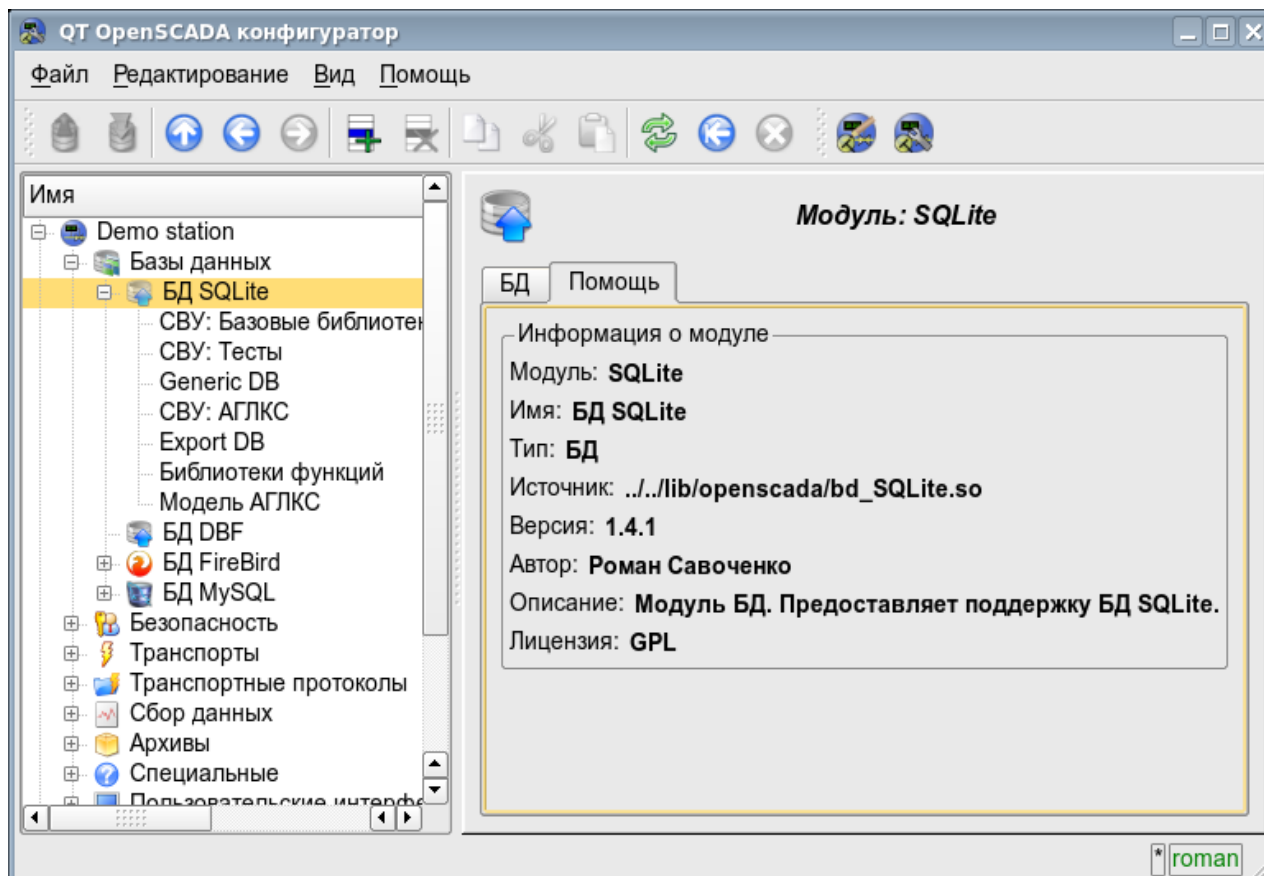 QT OpenSCADA конфигуратор
Файл Редактирование Вид Помощь
Имя
Demo station
Базы данных
БД SQLite
СВУ: Базовые библиотек
СВУ: Тесты
Generic DB
СВУ: АГЛКС
Export DB
Библиотеки функций
Модель АГЛКС
БД DBF
БД FireBird
БД MySQL
Безопасность
Транспорты
Транспортные протоколы
Сбор данных
Архивы
Специальные
Пользовательские интерфе
Модуль: SQLite
БД Помощь
Информация о модуле
Модуль: SQLite
Имя: БД SQLite
Тип: БД
Источник: ../../lib/openscada/bd_SQLite.so
Версия: 1.4.1
Автор: Роман Савоченко
Описание: Модуль БД. Предоставляет поддержку БД SQLite.
Лицензия: GPL
* roman